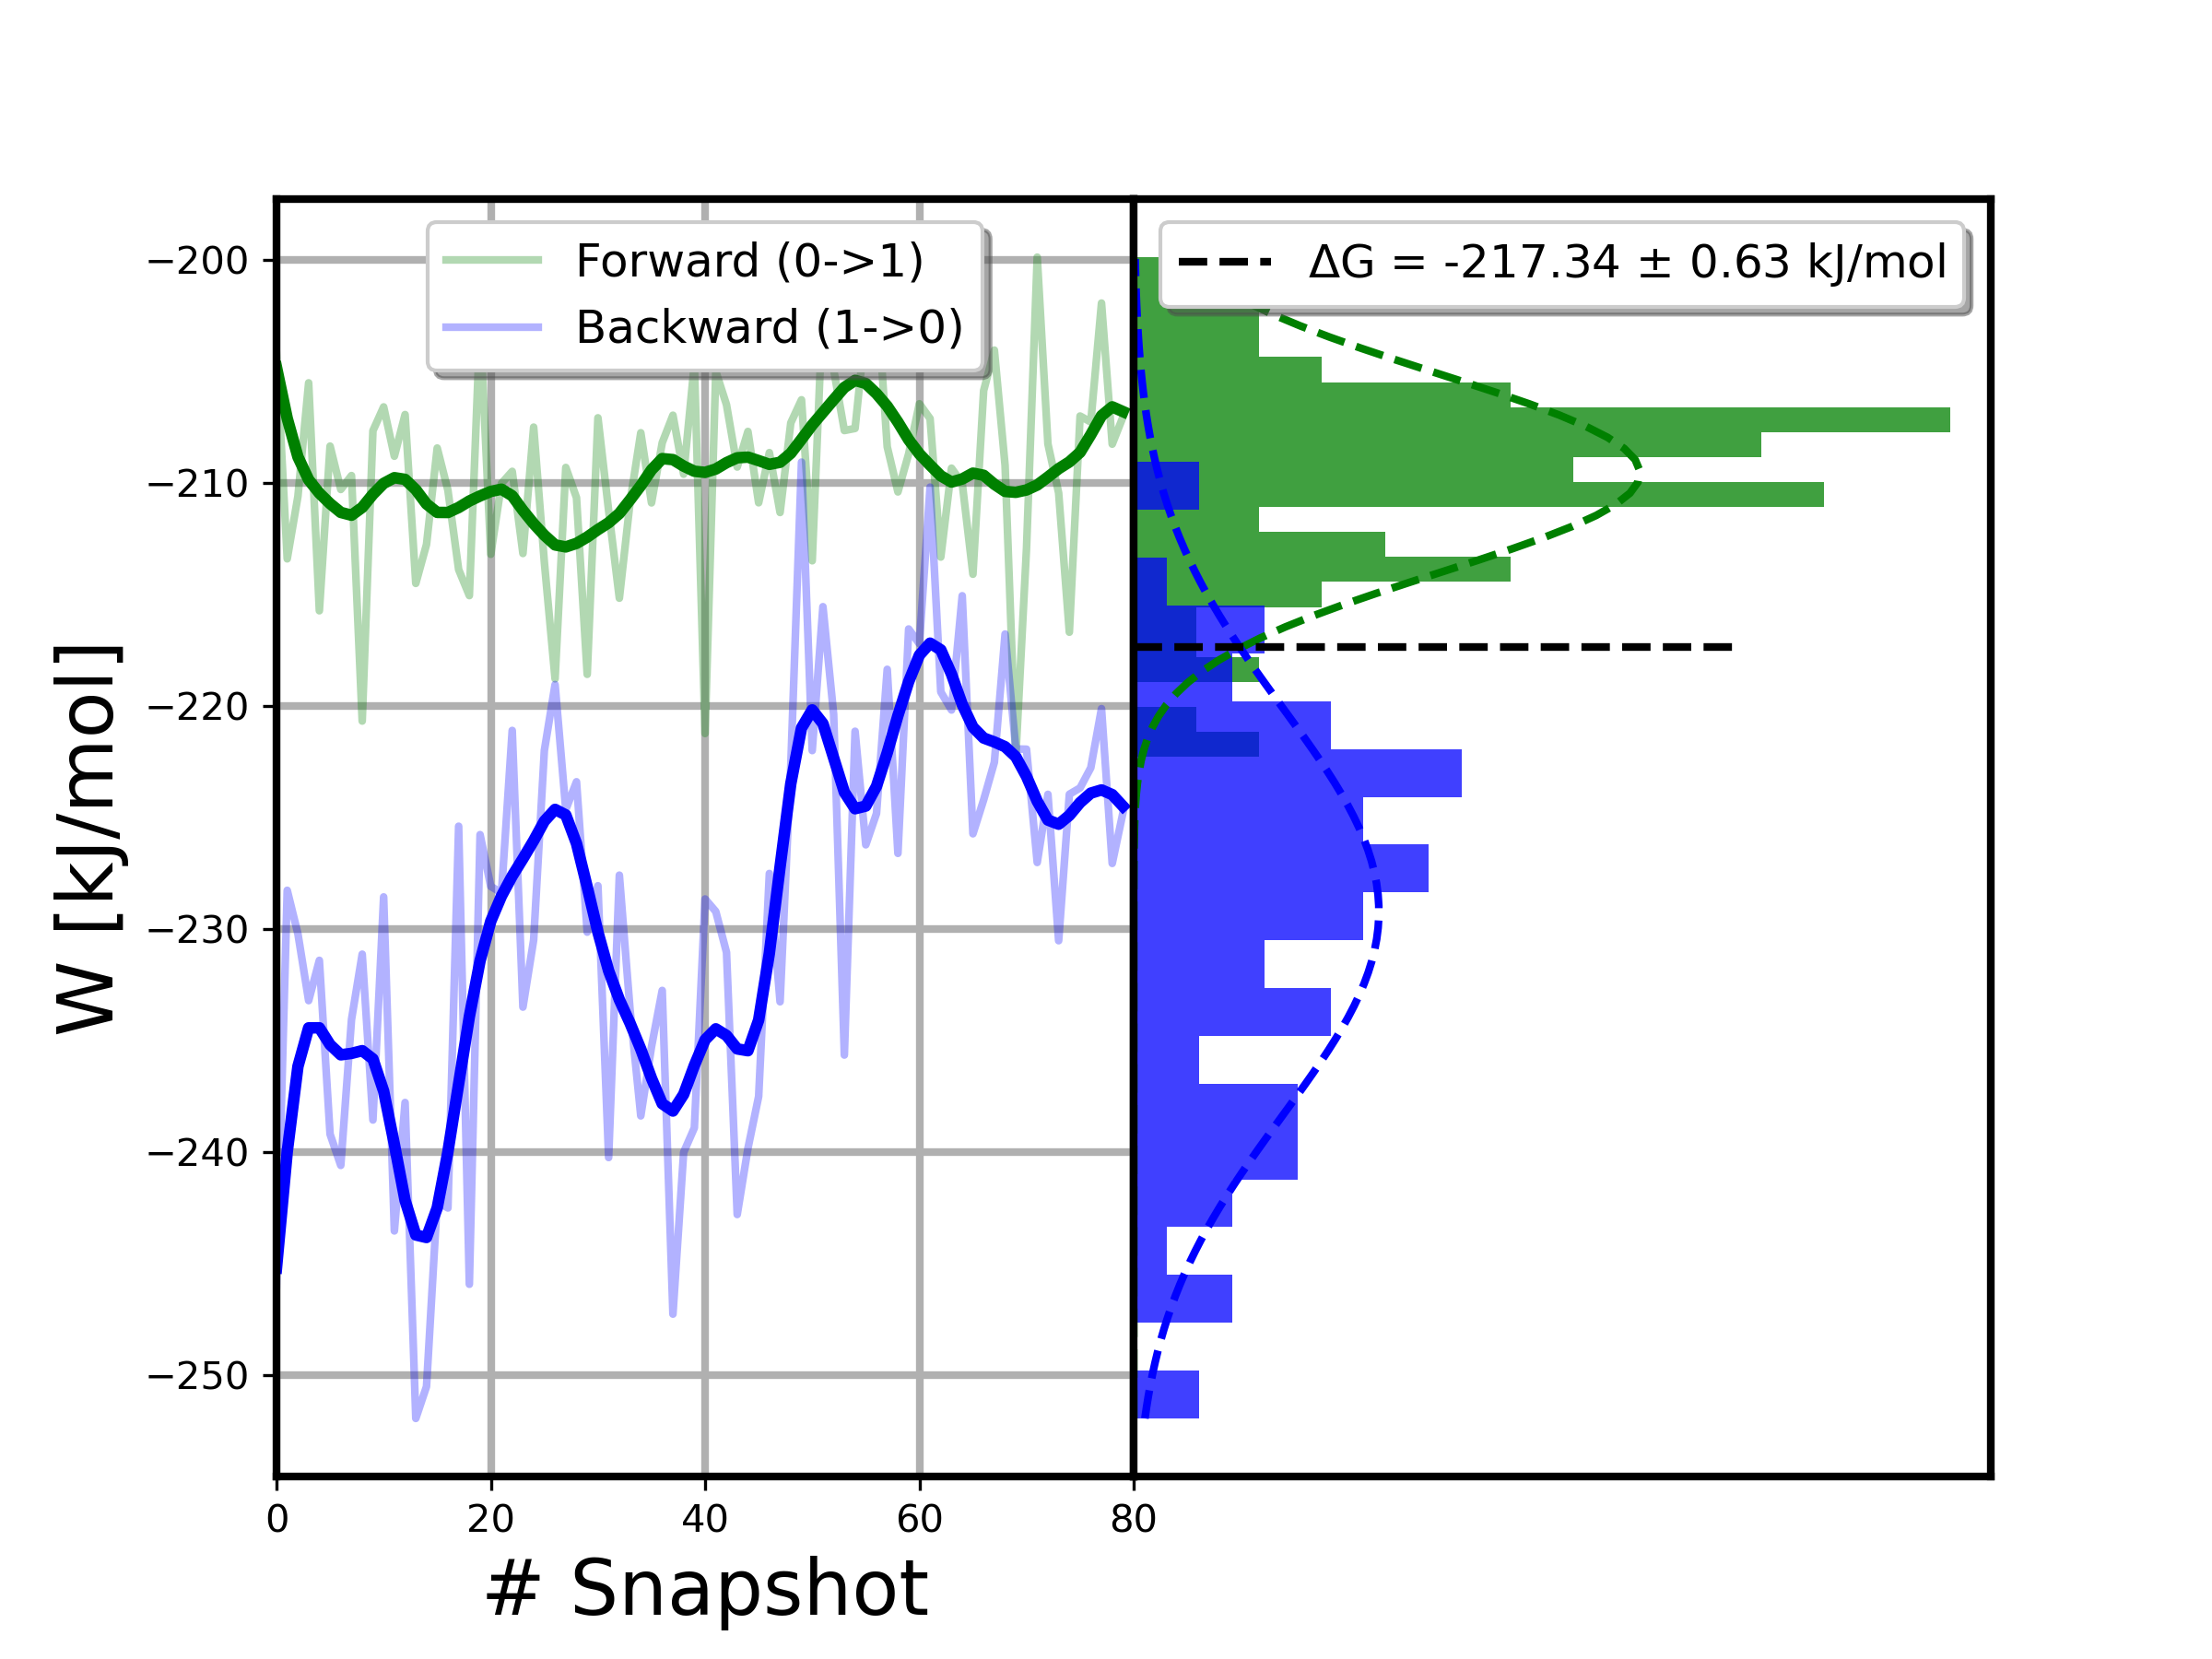 Forward (0->1)
Backward (1->0)
ΔG = -217.34 ± 0.63 kJ/mol
W [kJ/mol]
−200
−210
−220
−230
−240
−250
0 20 40 60 80
# Snapshot